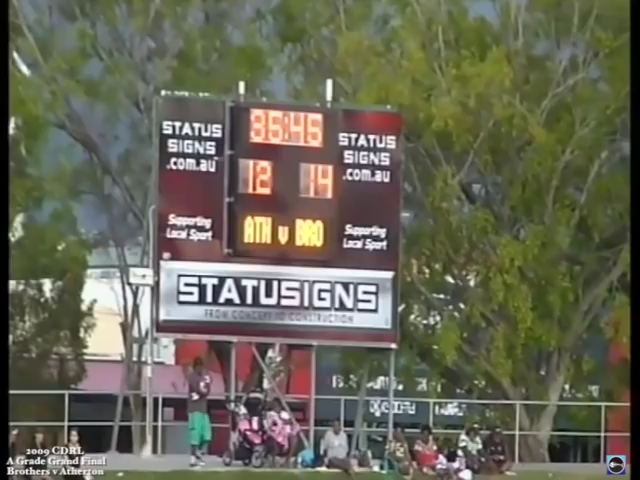 STATUS
SIGNS
.com.au
Supporting
Local Sport
35:45
12 14
ATH v BRO
STATUS
SIGNS
.com.au
Supporting
Local Sport
STATUSIGNS
FROM CONCEPT TO CONSTRUCTION
2009 CDRL
A Grade Grand Final
Brothers v Atherton